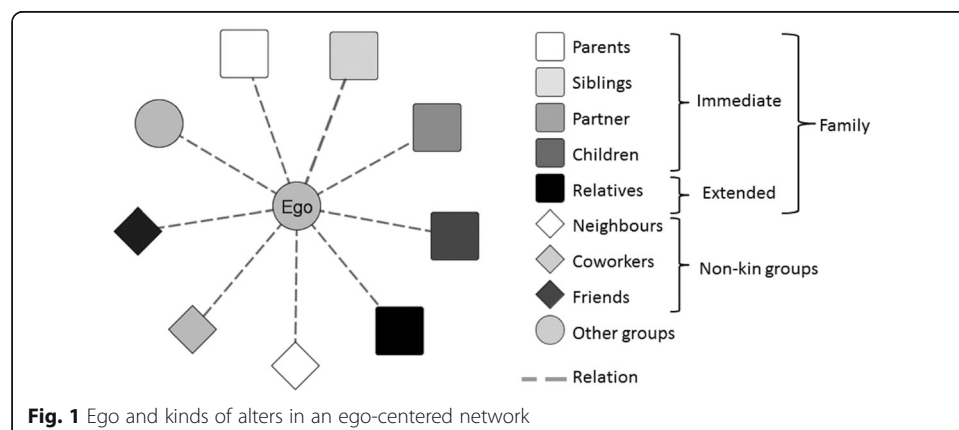 Ego
Parents
Siblings
Partner
Children
Relatives
Neighbours
Coworkers
Friends
Other groups
Relation
Immediate
Extended
Family
Non-kin groups
Fig. 1 Ego and kinds of alters in an ego-centered network